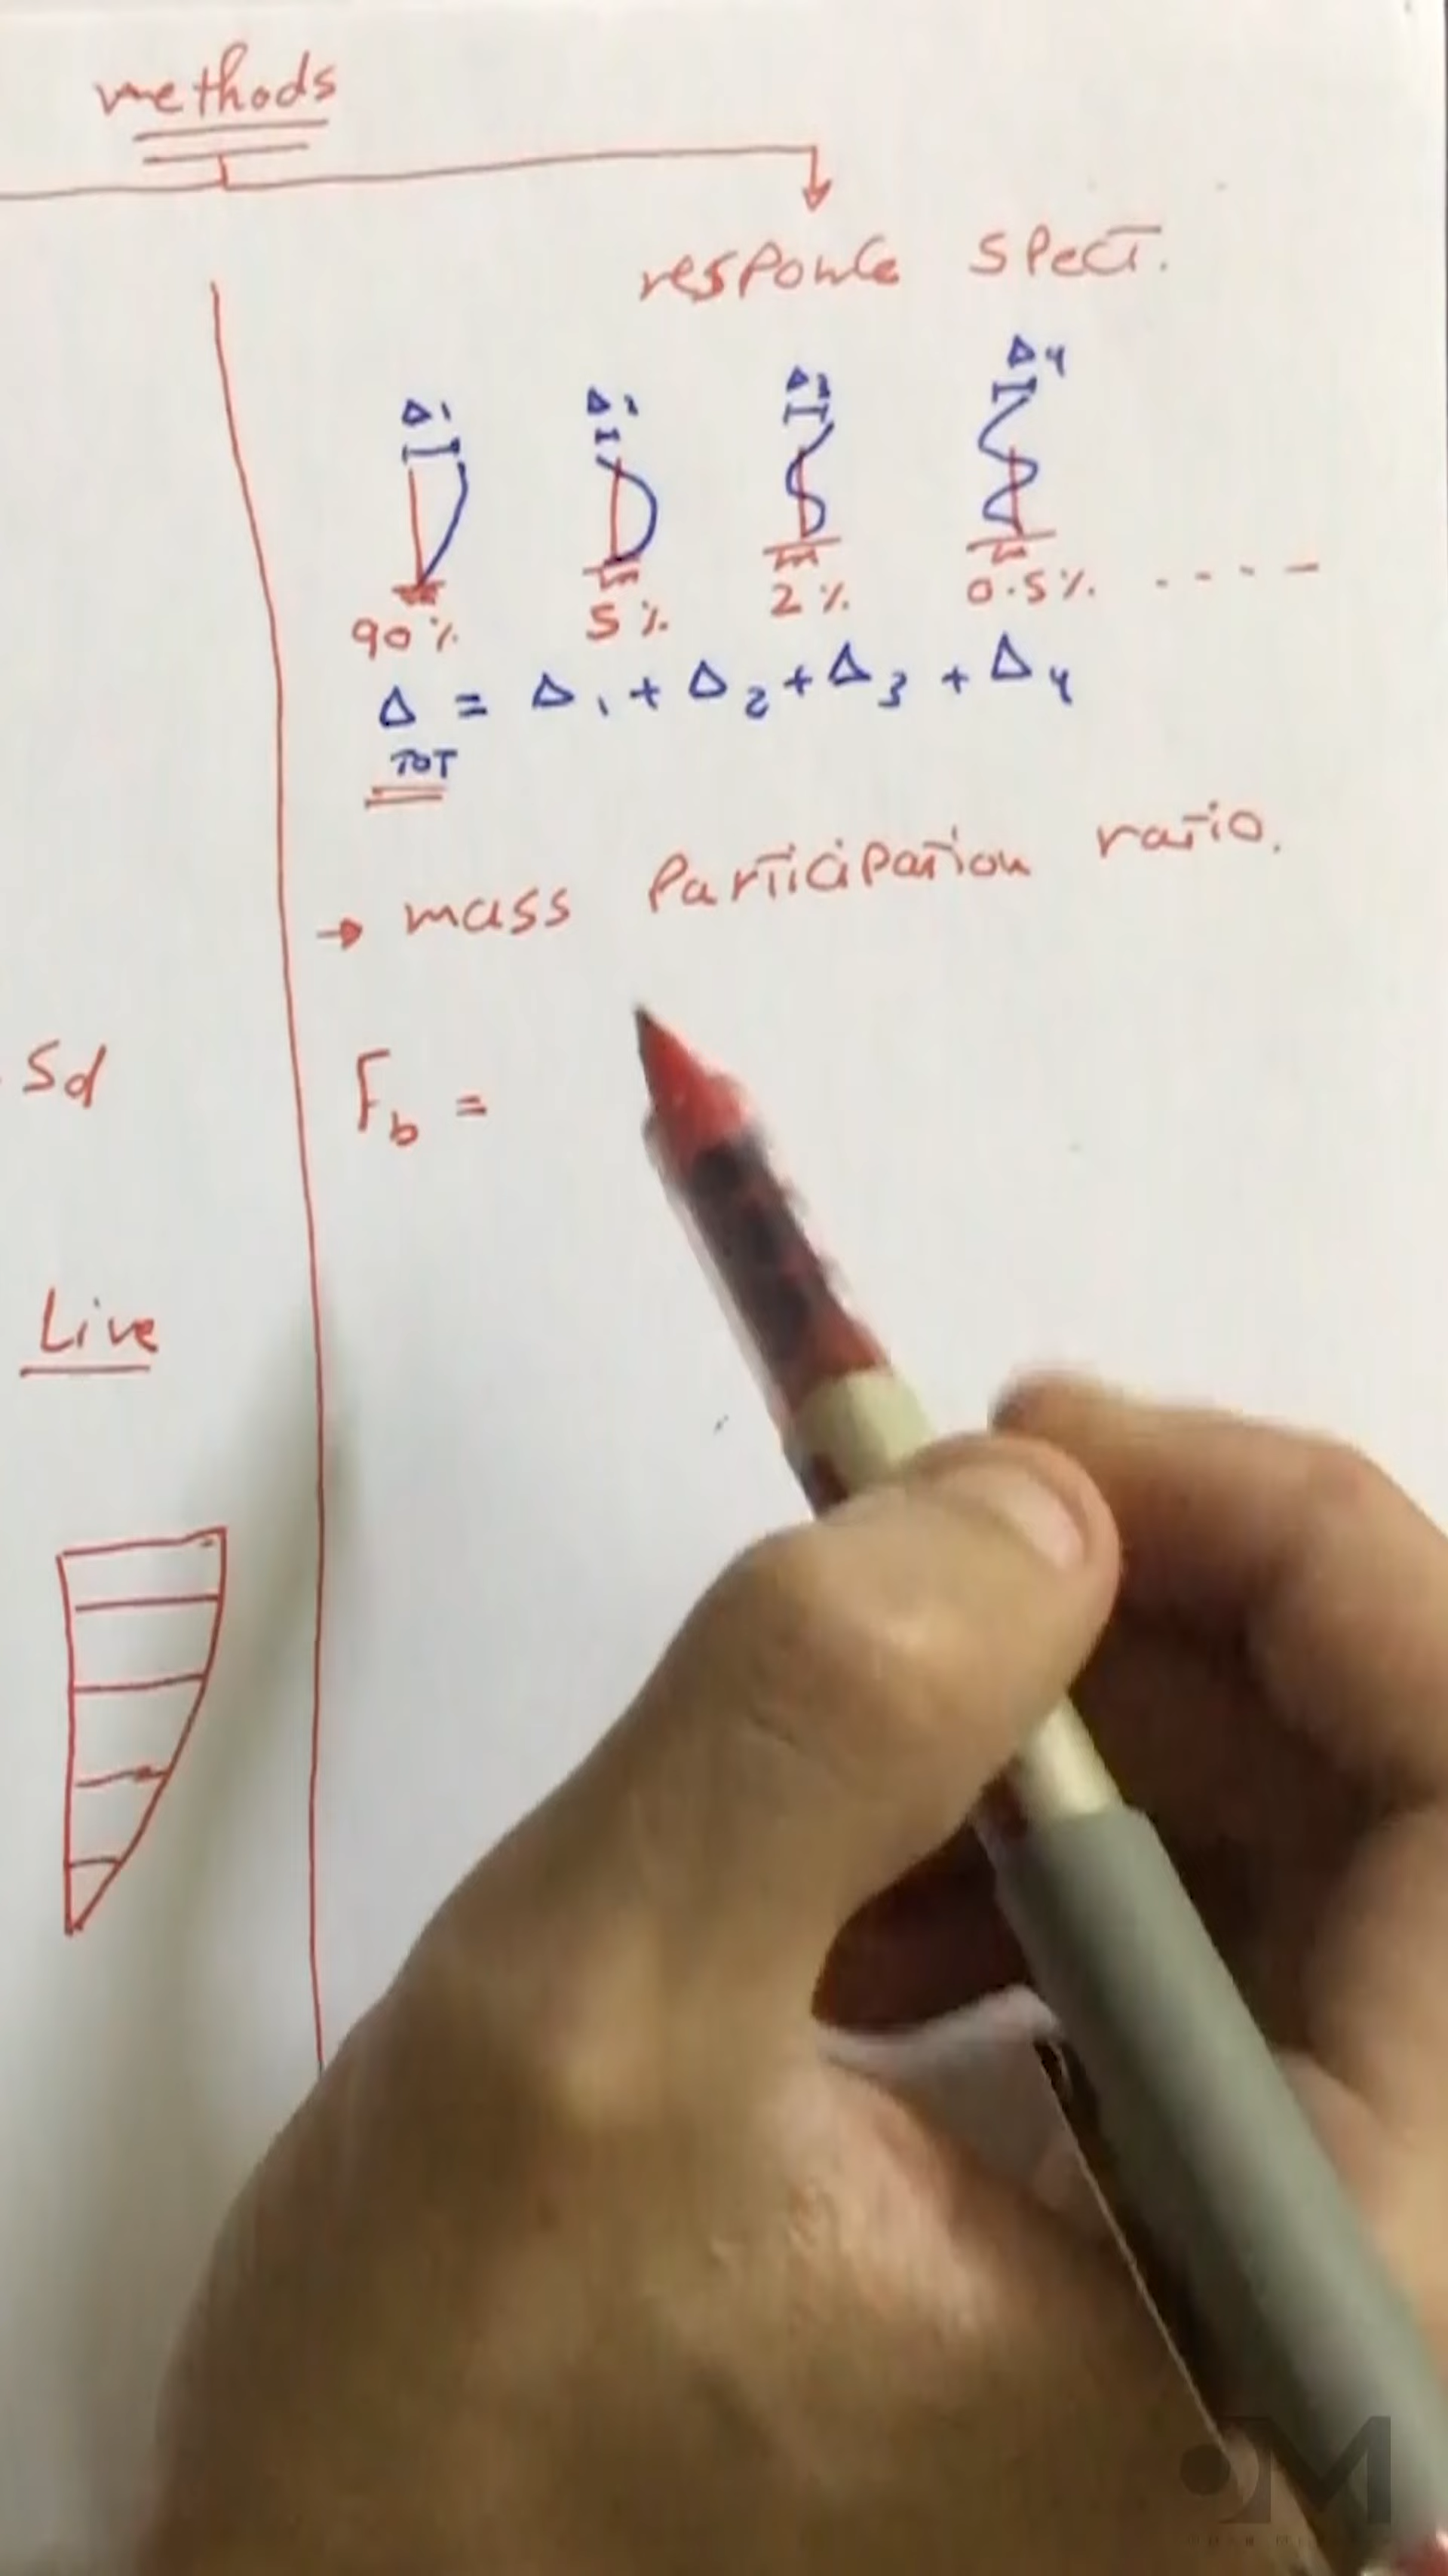 methods
responce spect.
Δ1 Δ2 Δ3 Δ4
90% 5% 2% 0.5% ----
Δ TOT = Δ1 + Δ2 + Δ3 + Δ4
→ mass Participation ratio.
Sd
Fb =
Live
M